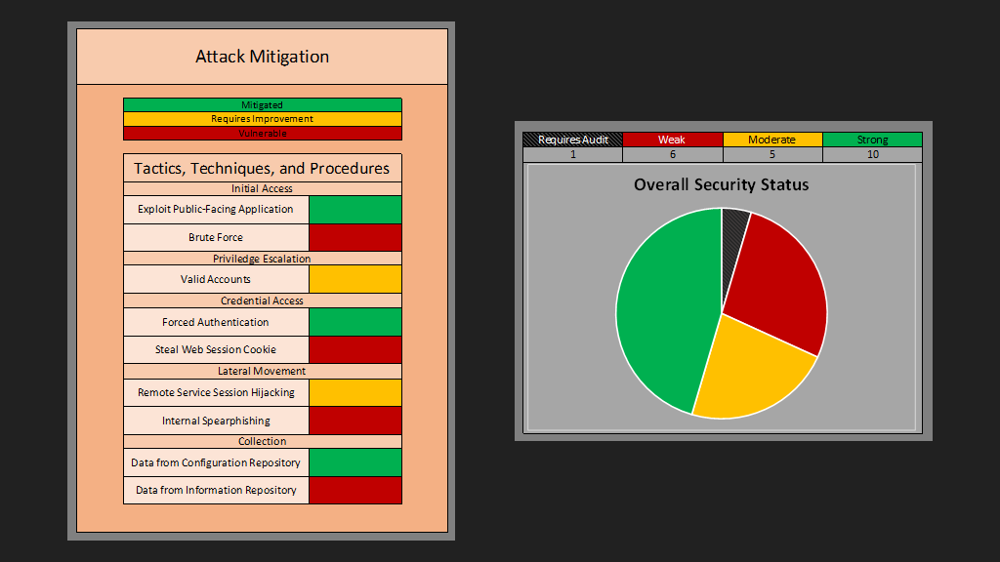 Attack Mitigation
Mitigated
Requires Improvement
Vulnerable
Tactics, Techniques, and Procedures
Initial Access
Exploit Public-Facing Application
Brute Force
Priviledge Escalation
Valid Accounts
Credential Access
Forced Authentication
Steal Web Session Cookie
Lateral Movement
Remote Service Session Hijacking
Internal Spearphishing
Collection
Data from Configuration Repository
Data from Information Repository
Requires Audit Weak Moderate Strong
1 6 5 10
Overall Security Status